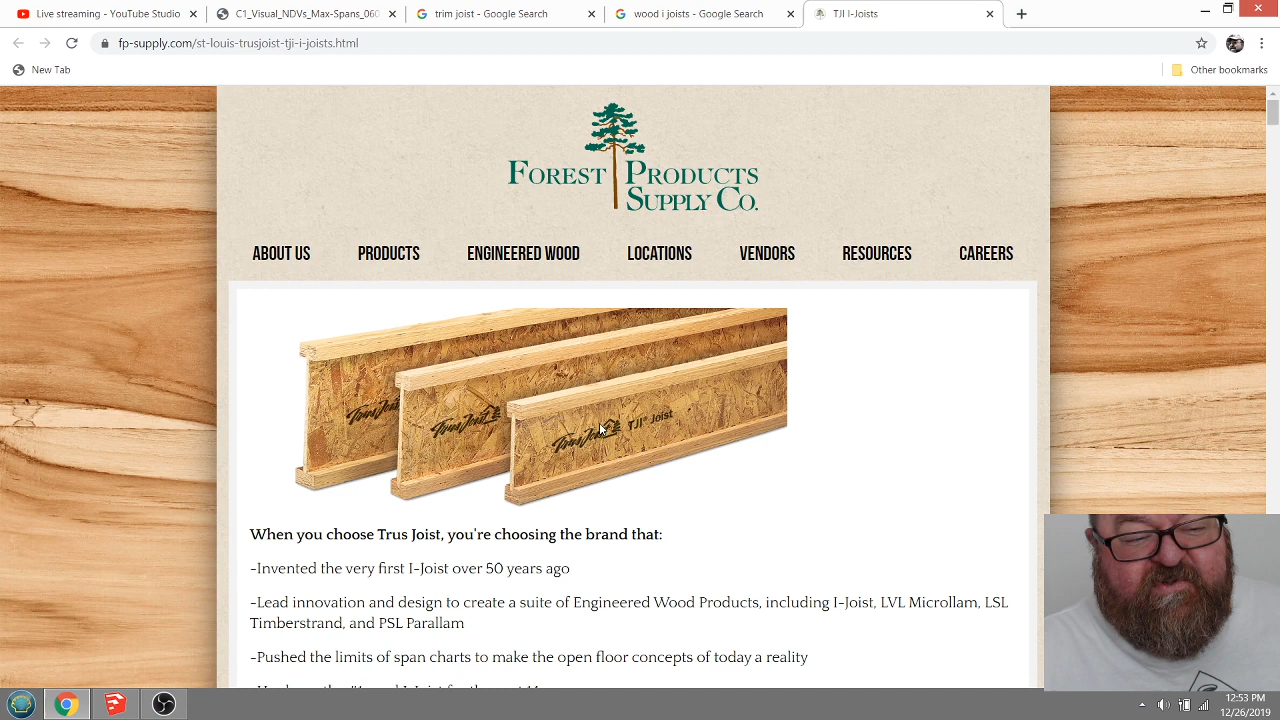 Live streaming - YouTube Studio
C1_Visual_NDVs_Max-Spans_060
trim joist - Google Search
wood i joists - Google Search
TJI I-Joists
fp-supply.com/st-louis-trusjoist-tji-i-joists.html
New Tab
Other bookmarks
FOREST PRODUCTS
SUPPLY CO.
ABOUT US
PRODUCTS
ENGINEERED WOOD
LOCATIONS
VENDORS
RESOURCES
CAREERS
TrusJoist
TrusJoist
TrusJoist TJI® Joist
When you choose Trus Joist, you're choosing the brand that:
-Invented the very first I-Joist over 50 years ago
-Lead innovation and design to create a suite of Engineered Wood Products, including I-Joist, LVL Microllam, LSL
Timberstrand, and PSL Parallam
-Pushed the limits of span charts to make the open floor concepts of today a reality
12:53 PM
12/26/2019